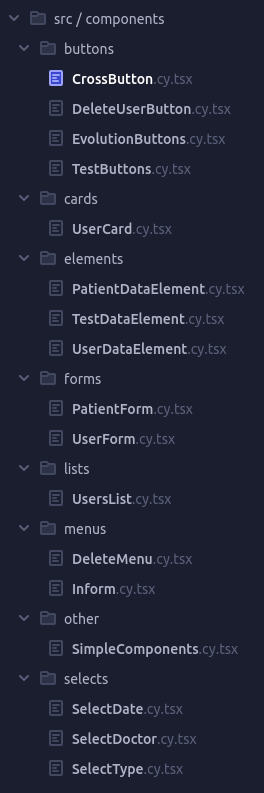 src / components
buttons
CrossButton.cy.tsx
DeleteUserButton.cy.tsx
EvolutionButtons.cy.tsx
TestButtons.cy.tsx
cards
UserCard.cy.tsx
elements
PatientDataElement.cy.tsx
TestDataElement.cy.tsx
UserDataElement.cy.tsx
forms
PatientForm.cy.tsx
UserForm.cy.tsx
lists
UsersList.cy.tsx
menus
DeleteMenu.cy.tsx
Inform.cy.tsx
other
SimpleComponents.cy.tsx
selects
SelectDate.cy.tsx
SelectDoctor.cy.tsx
SelectType.cy.tsx